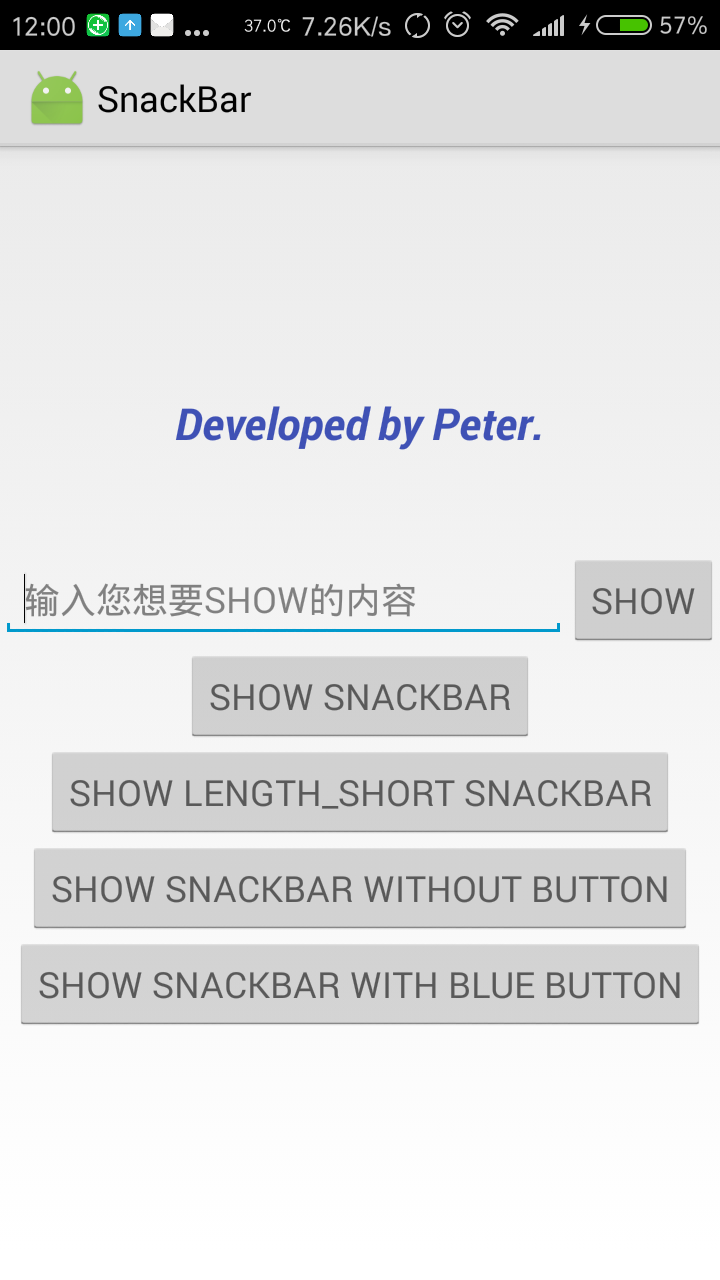 12:00 ... 37.0℃ 7.26K/s 57%
SnackBar
Developed by Peter.
输入您想要SHOW的内容 SHOW
SHOW SNACKBAR
SHOW LENGTH_SHORT SNACKBAR
SHOW SNACKBAR WITHOUT BUTTON
SHOW SNACKBAR WITH BLUE BUTTON